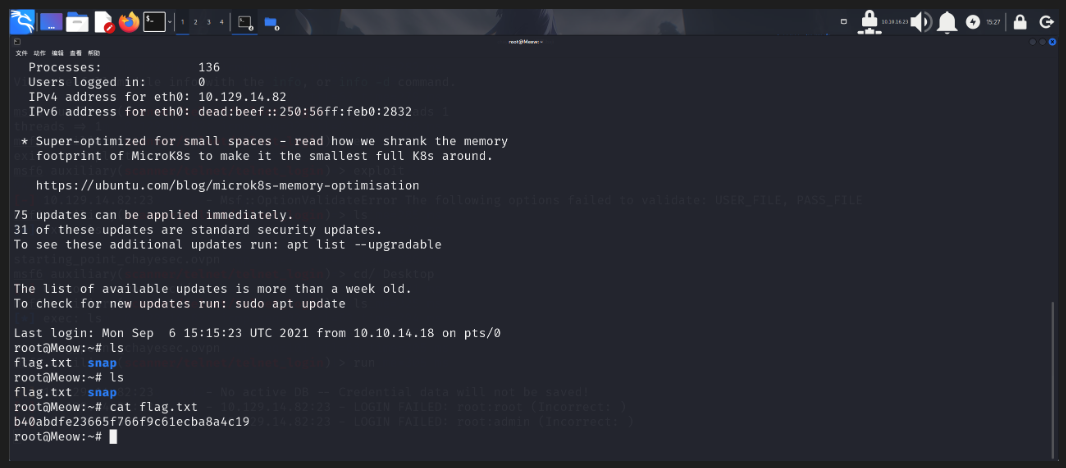 1 2 3 4
10.10.16.23
15:27
root@Meow: ~
文件 动作 编辑 查看 帮助
Processes: 136
Users logged in: 0
IPv4 address for eth0: 10.129.14.82
IPv6 address for eth0: dead:beef::250:56ff:feb0:2832
* Super-optimized for small spaces - read how we shrank the memory
footprint of MicroK8s to make it the smallest full K8s around.
https://ubuntu.com/blog/microk8s-memory-optimisation
75 updates can be applied immediately.
31 of these updates are standard security updates.
To see these additional updates run: apt list --upgradable
The list of available updates is more than a week old.
To check for new updates run: sudo apt update
Last login: Mon Sep  6 15:15:23 UTC 2021 from 10.10.14.18 on pts/0
root@Meow:~# ls
flag.txt snap
root@Meow:~# ls
flag.txt snap
root@Meow:~# cat flag.txt
b40abdfe23665f766f9c61ecba8a4c19
root@Meow:~#